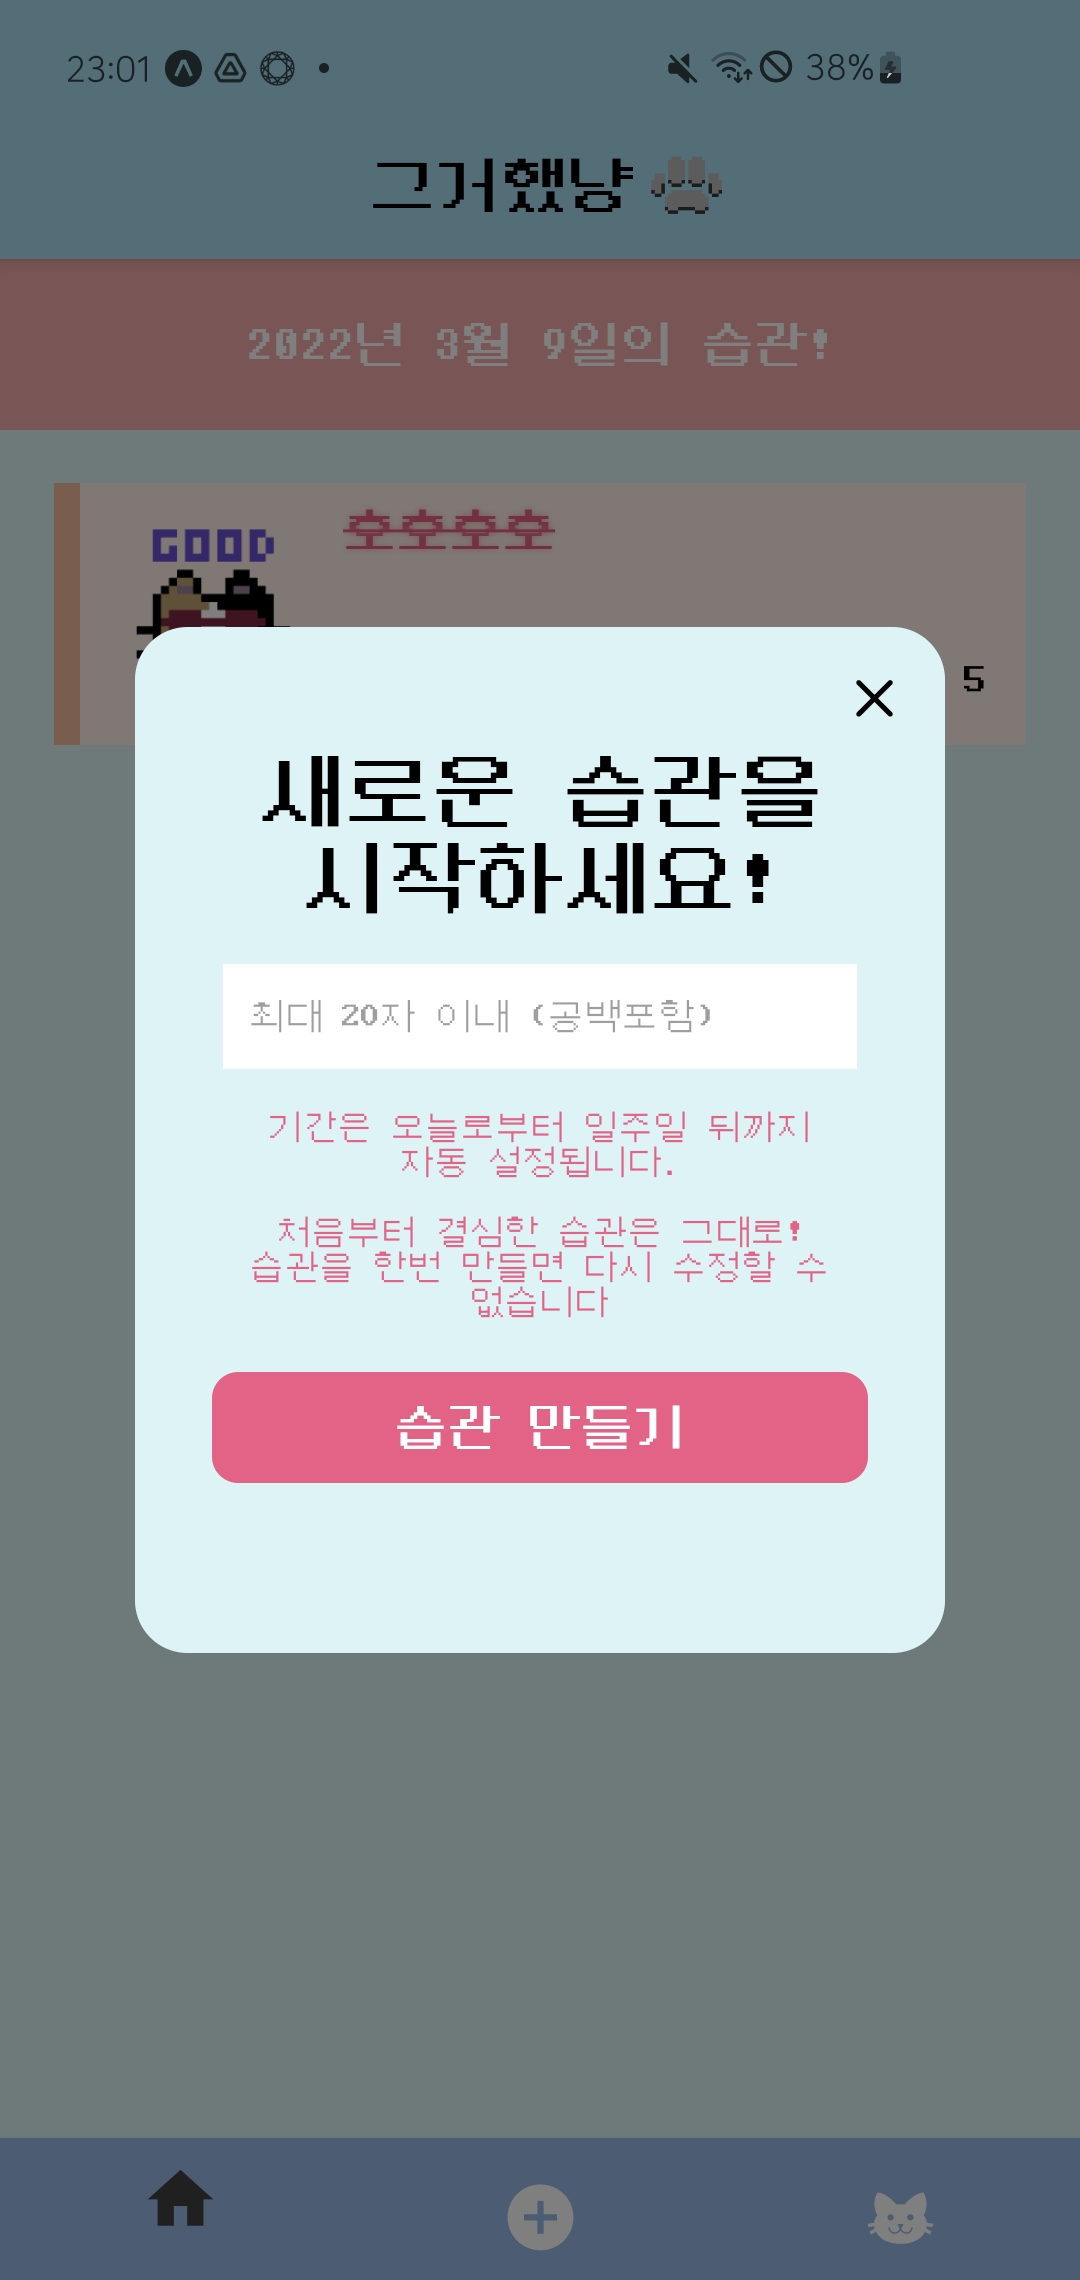 23:01
38%
그거했냥
2022년 3월 9일의 습관!
GOOD
호호호호
5
새로운 습관을
시작하세요!
최대 20자 이내 (공백포함)
기간은 오늘로부터 일주일 뒤까지
자동 설정됩니다.
처음부터 결심한 습관은 그대로!
습관을 한번 만들면 다시 수정할 수
없습니다
습관 만들기